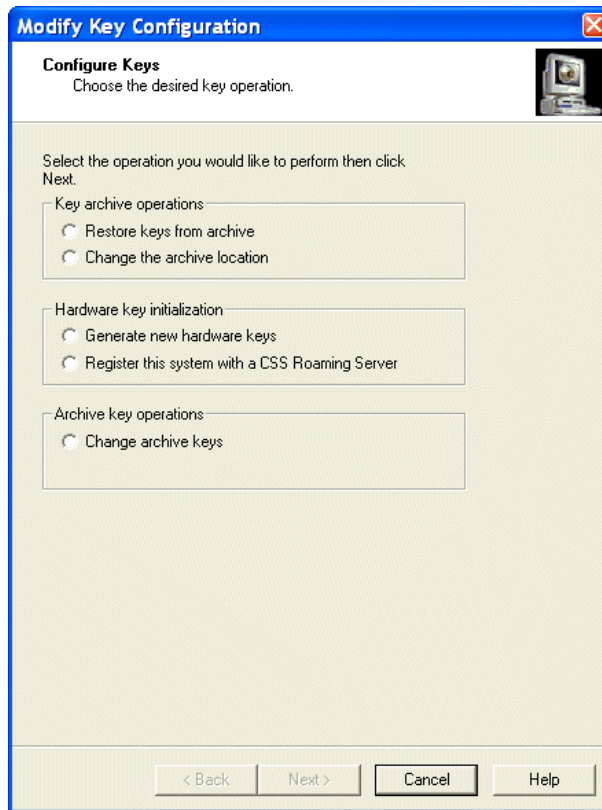 Modify Key Configuration
Configure Keys
Choose the desired key operation.
Select the operation you would like to perform then click
Next.
Key archive operations
Restore keys from archive
Change the archive location
Hardware key initialization
Generate new hardware keys
Register this system with a CSS Roaming Server
Archive key operations
Change archive keys
< Back
Next >
Cancel
Help